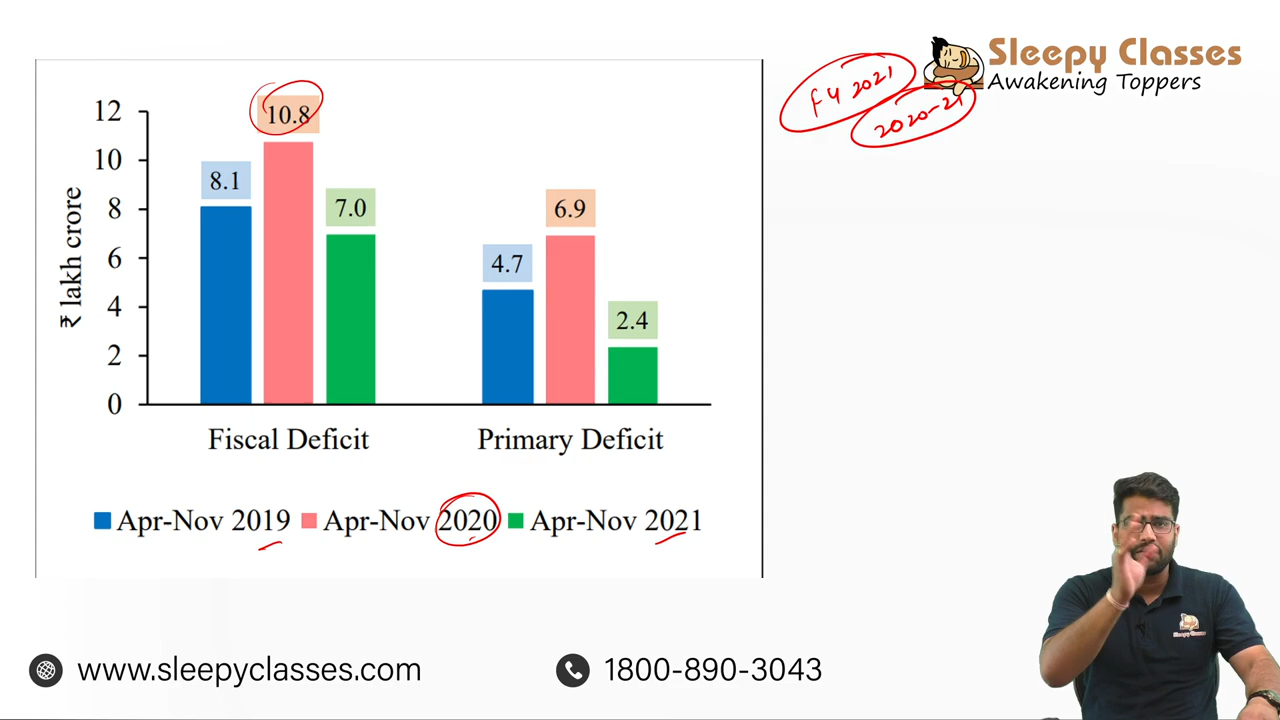 Sleepy Classes
Awakening Toppers
FY 2021
2020-21
₹ lakh crore
12
10
8
6
4
2
0
8.1
10.8
7.0
4.7
6.9
2.4
Fiscal Deficit
Primary Deficit
Apr-Nov 2019
Apr-Nov 2020
Apr-Nov 2021
www.sleepyclasses.com
1800-890-3043